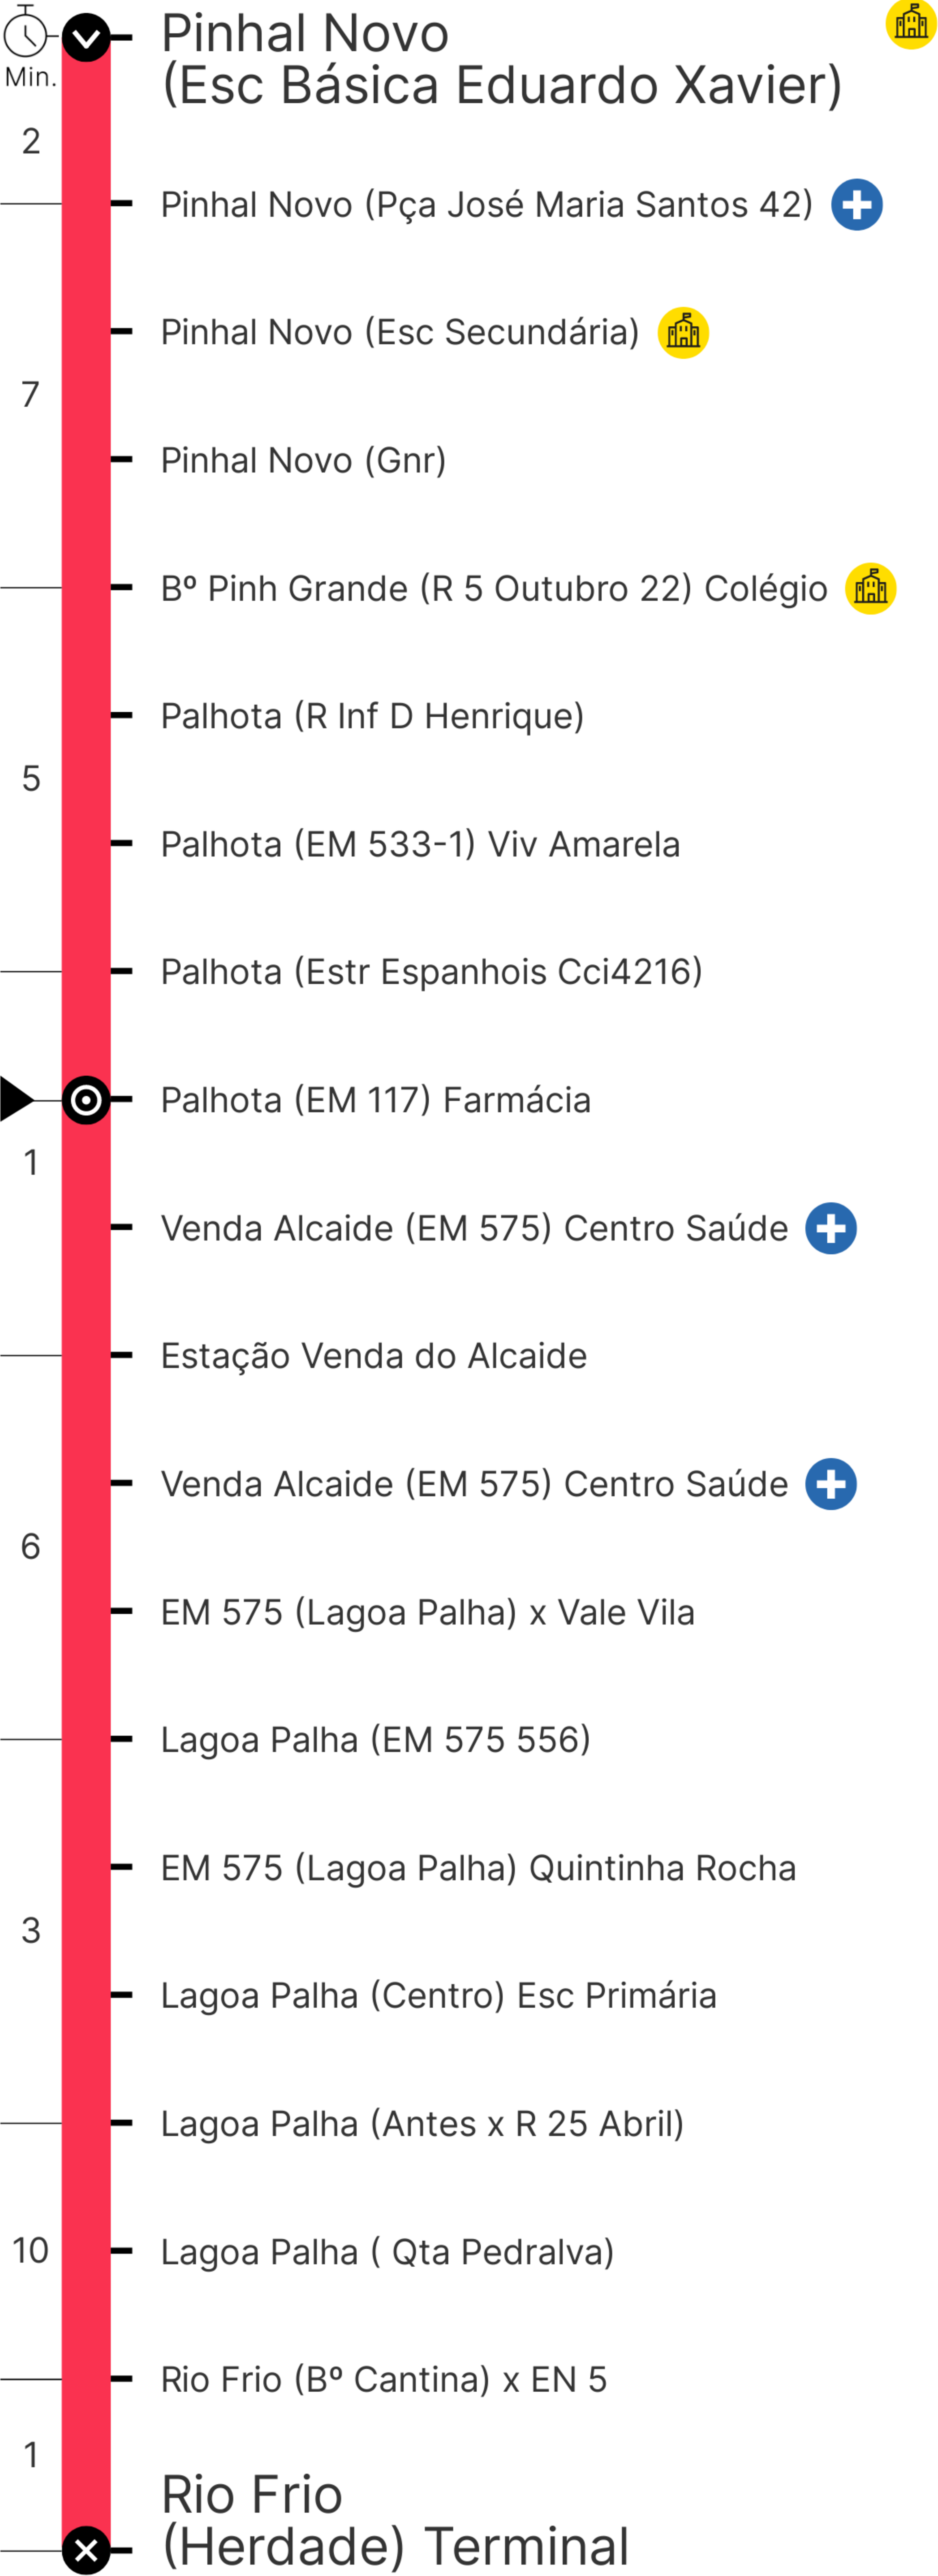 Pinhal Novo
(Esc Básica Eduardo Xavier)
Min.
2
Pinhal Novo (Pça José Maria Santos 42)
Pinhal Novo (Esc Secundária)
7
Pinhal Novo (Gnr)
Bº Pinh Grande (R 5 Outubro 22) Colégio
Palhota (R Inf D Henrique)
5
Palhota (EM 533-1) Viv Amarela
Palhota (Estr Espanhois Cci4216)
Palhota (EM 117) Farmácia
1
Venda Alcaide (EM 575) Centro Saúde
Estação Venda do Alcaide
Venda Alcaide (EM 575) Centro Saúde
6
EM 575 (Lagoa Palha) x Vale Vila
Lagoa Palha (EM 575 556)
EM 575 (Lagoa Palha) Quintinha Rocha
3
Lagoa Palha (Centro) Esc Primária
Lagoa Palha (Antes x R 25 Abril)
10
Lagoa Palha ( Qta Pedralva)
Rio Frio (Bº Cantina) x EN 5
1
Rio Frio
(Herdade) Terminal